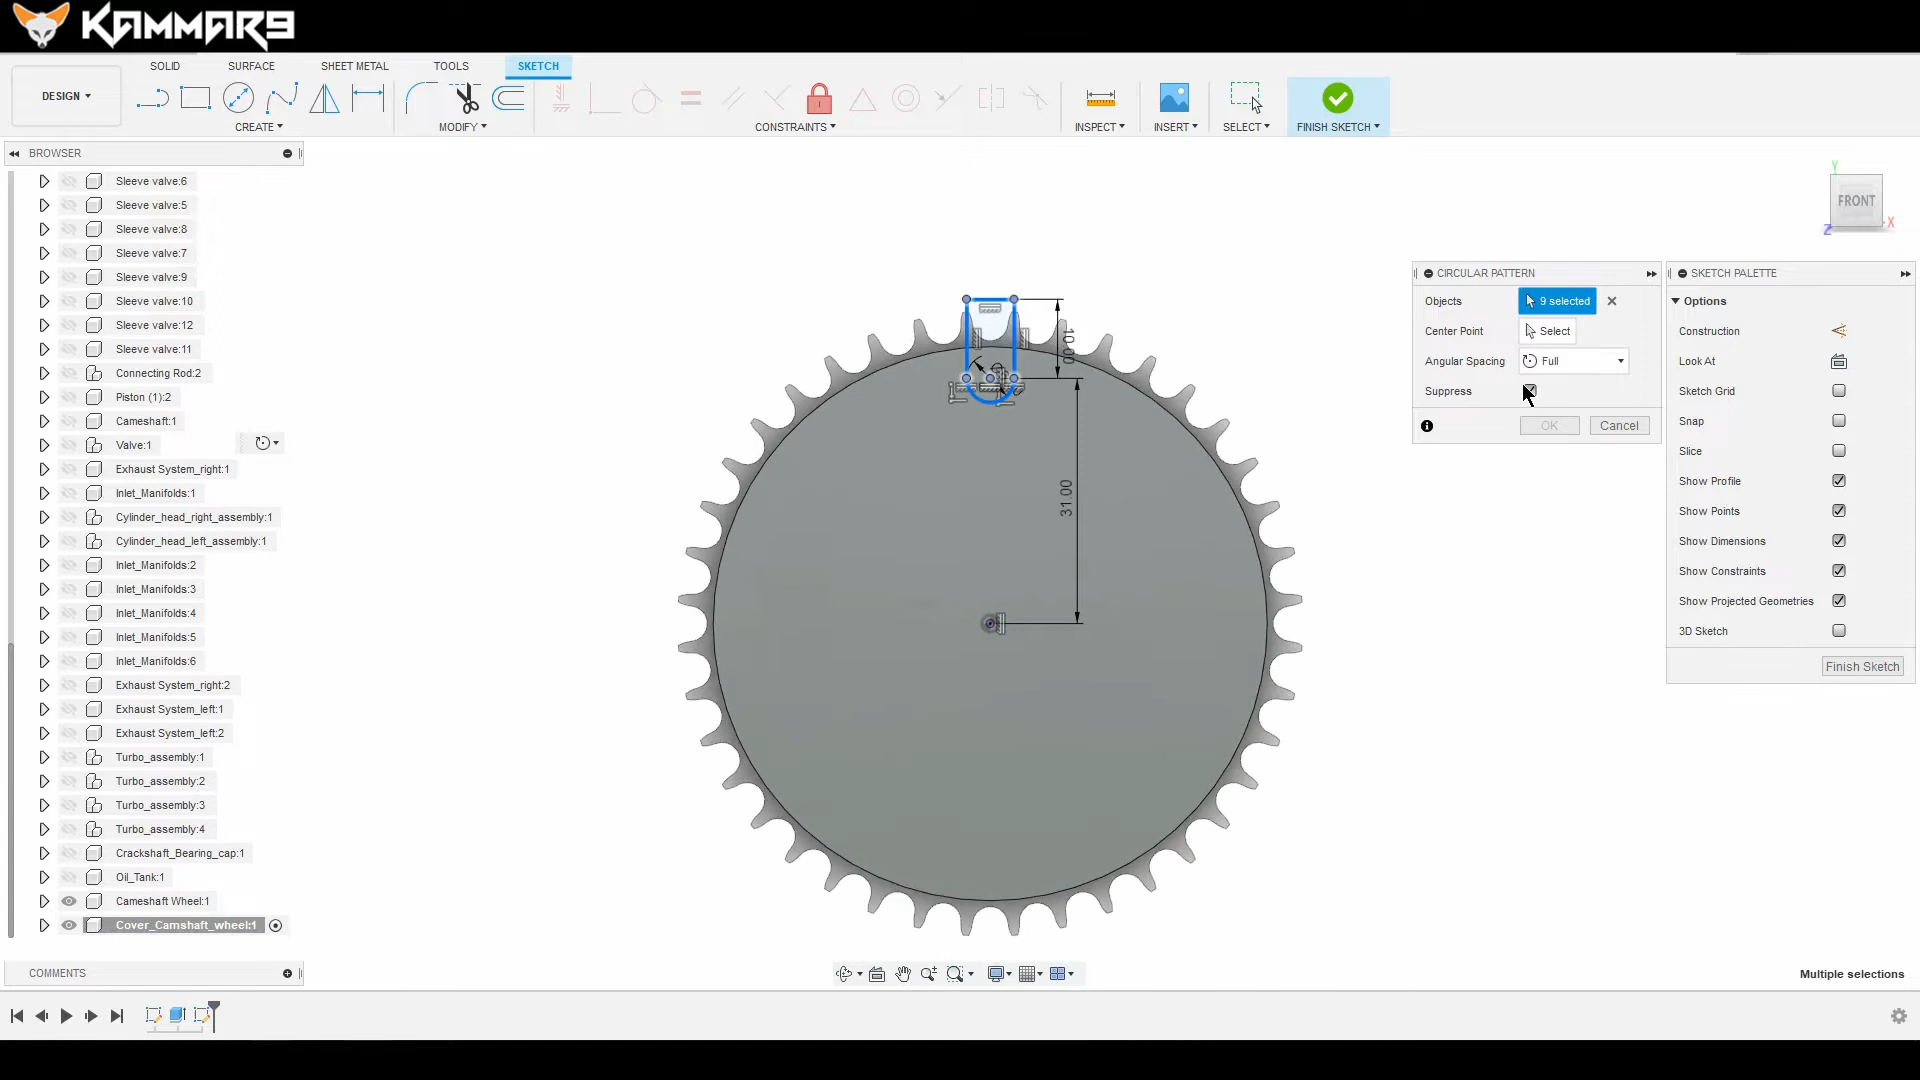 KAMMAR9
SOLID
SURFACE
SHEET METAL
TOOLS
SKETCH
DESIGN
CREATE
MODIFY
CONSTRAINTS
INSPECT
INSERT
SELECT
FINISH SKETCH
BROWSER
Sleeve valve:6
Sleeve valve:5
Sleeve valve:8
Sleeve valve:7
Sleeve valve:9
Sleeve valve:10
Sleeve valve:12
Sleeve valve:11
Connecting Rod:2
Piston (1):2
Cameshaft:1
Valve:1
Exhaust System_right:1
Inlet_Manifolds:1
Cylinder_head_right_assembly:1
Cylinder_head_left_assembly:1
Inlet_Manifolds:2
Inlet_Manifolds:3
Inlet_Manifolds:4
Inlet_Manifolds:5
Inlet_Manifolds:6
Exhaust System_right:2
Exhaust System_left:1
Exhaust System_left:2
Turbo_assembly:1
Turbo_assembly:2
Turbo_assembly:3
Turbo_assembly:4
Crackshaft_Bearing_cap:1
Oil_Tank:1
Cameshaft Wheel:1
Cover_Camshaft_wheel:1
COMMENTS
10.00
31.00
Y
FRONT
X
Z
CIRCULAR PATTERN
Objects
9 selected
Center Point
Select
Angular Spacing
Full
Suppress
OK
Cancel
SKETCH PALETTE
Options
Construction
Look At
Sketch Grid
Snap
Slice
Show Profile
Show Points
Show Dimensions
Show Constraints
Show Projected Geometries
3D Sketch
Finish Sketch
Multiple selections